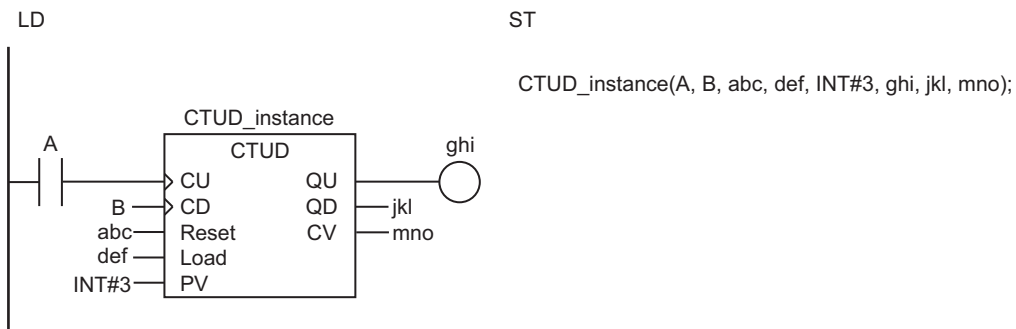 LD
ST
CTUD_instance(A, B, abc, def, INT#3, ghi, jkl, mno);
CTUD_instance
A
CTUD
ghi
CU QU
B CD QD jkl
abc Reset CV mno
def Load
INT#3 PV